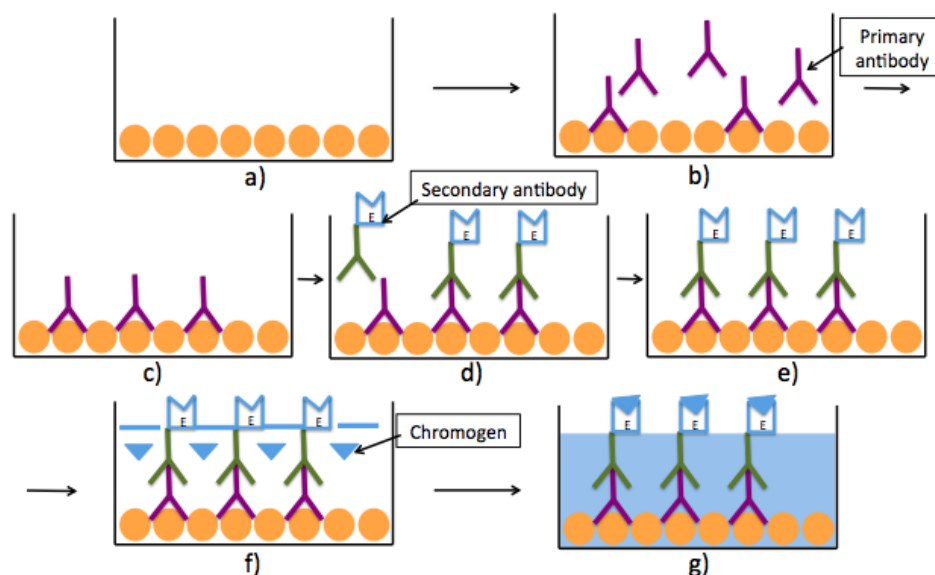 Primary
antibody
a)
b)
Secondary antibody
E
E
E
E
E
E
c)
d)
e)
E
E
E
Chromogen
E
E
E
f)
g)